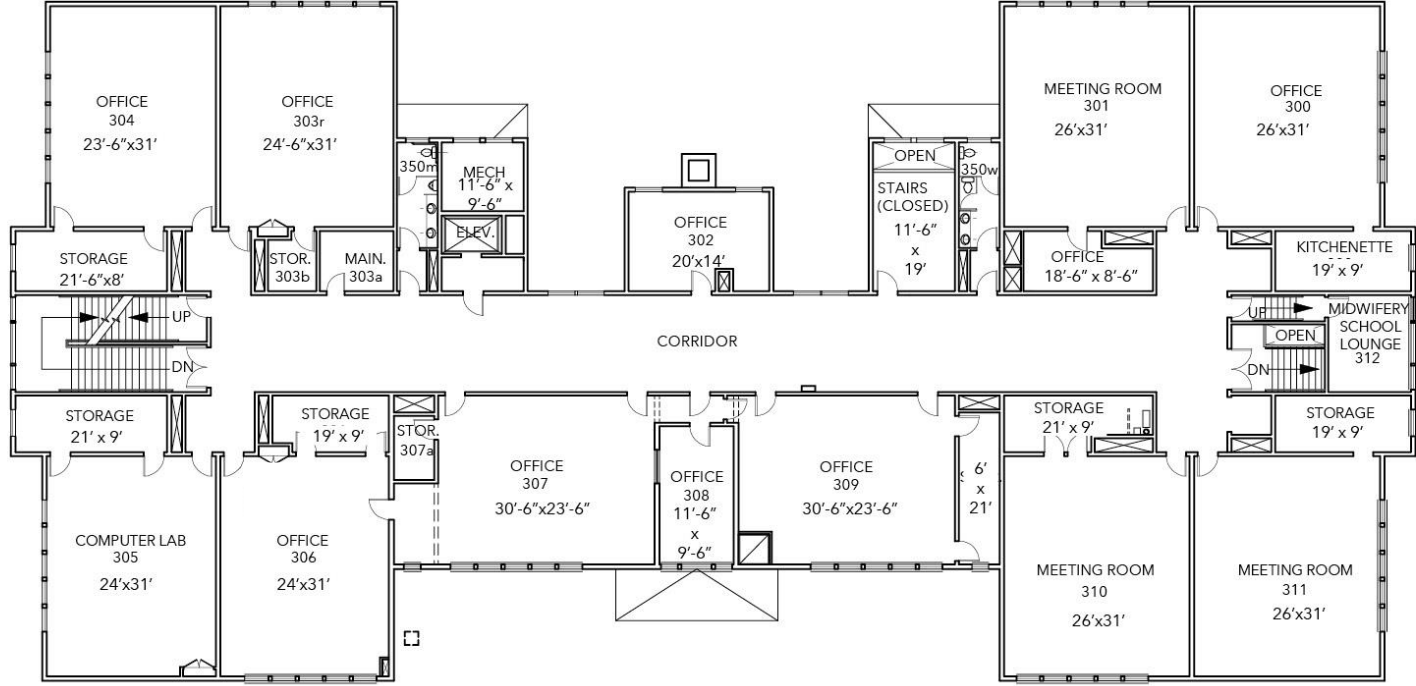 OFFICE
304
23'-6"x31'
OFFICE
303r
24'-6"x31'
350m
MECH
11'-6" x
9'-6"
ELEV.
OFFICE
302
20'x14'
OPEN
STAIRS
(CLOSED)
11'-6"
x
19'
350w
MEETING ROOM
301
26'x31'
OFFICE
300
26'x31'
STORAGE
21'-6"x8'
STOR.
303b
MAIN.
303a
OFFICE
18'-6" x 8'-6"
KITCHENETTE
19' x 9'
UP
DN
CORRIDOR
UP
OPEN
DN
MIDWIFERY
SCHOOL
LOUNGE
312
STORAGE
21' x 9'
STORAGE
19' x 9'
STOR.
307a
STORAGE
21' x 9'
STORAGE
19' x 9'
COMPUTER LAB
305
24'x31'
OFFICE
306
24'x31'
OFFICE
307
30'-6"x23'-6"
OFFICE
308
11'-6"
x
9'-6"
OFFICE
309
30'-6"x23'-6"
6'
x
21'
MEETING ROOM
310
26'x31'
MEETING ROOM
311
26'x31'